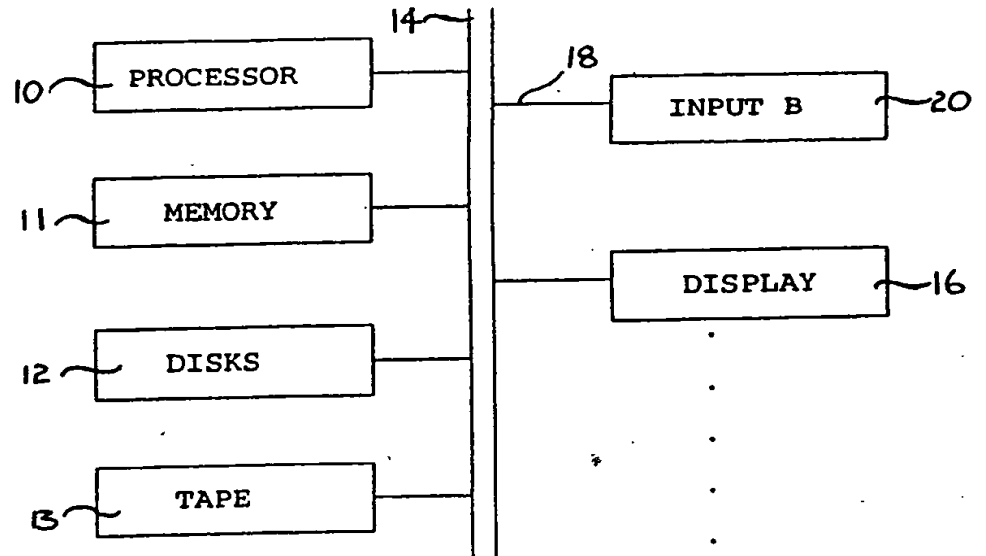 14
10 PROCESSOR
18
INPUT B 20
11 MEMORY
DISPLAY 16
12 DISKS
13 TAPE